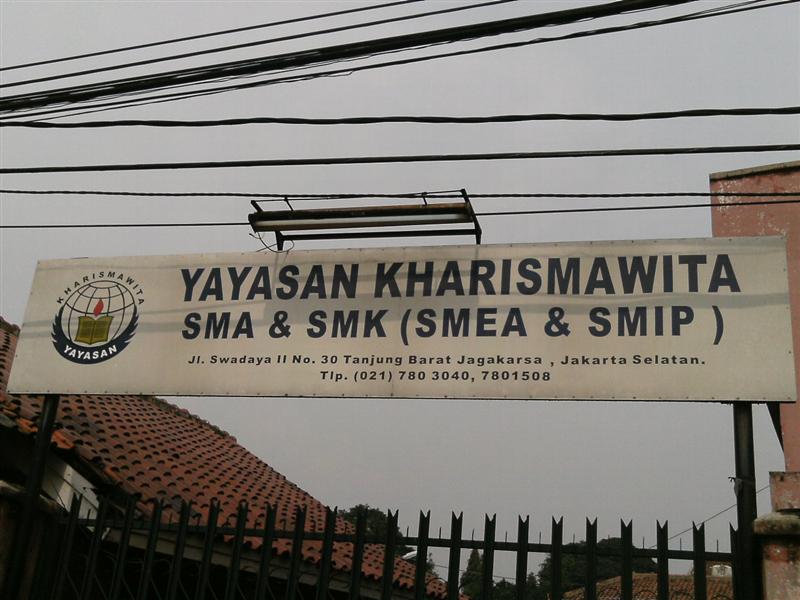 YAYASAN KHARISMAWITA
SMA & SMK (SMEA & SMIP )
Jl. Swadaya II No. 30 Tanjung Barat Jagakarsa , Jakarta Selatan.
Tlp. (021) 780 3040, 7801508
KHARISMAWITA
YAYASAN